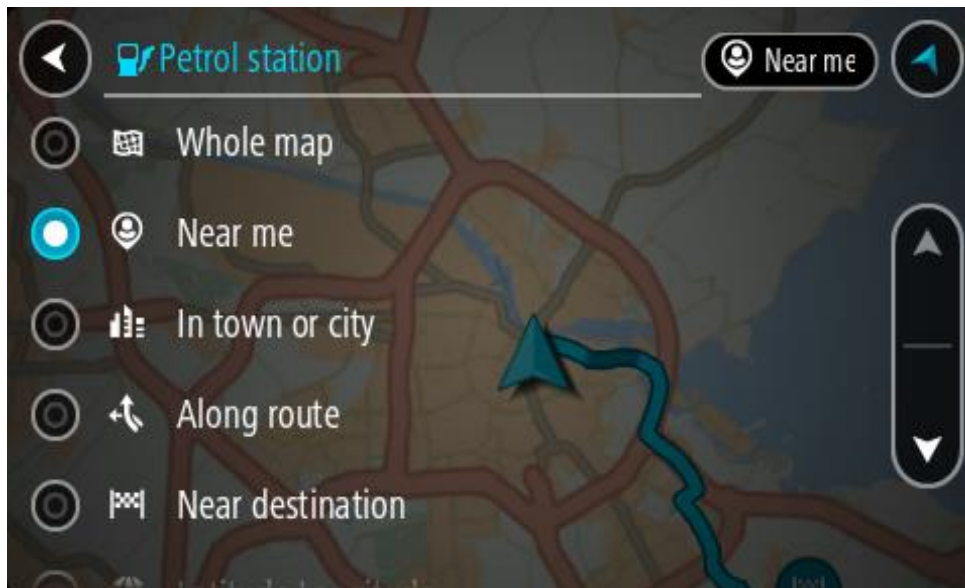 Petrol station
Near me
Whole map
Near me
In town or city
Along route
Near destination